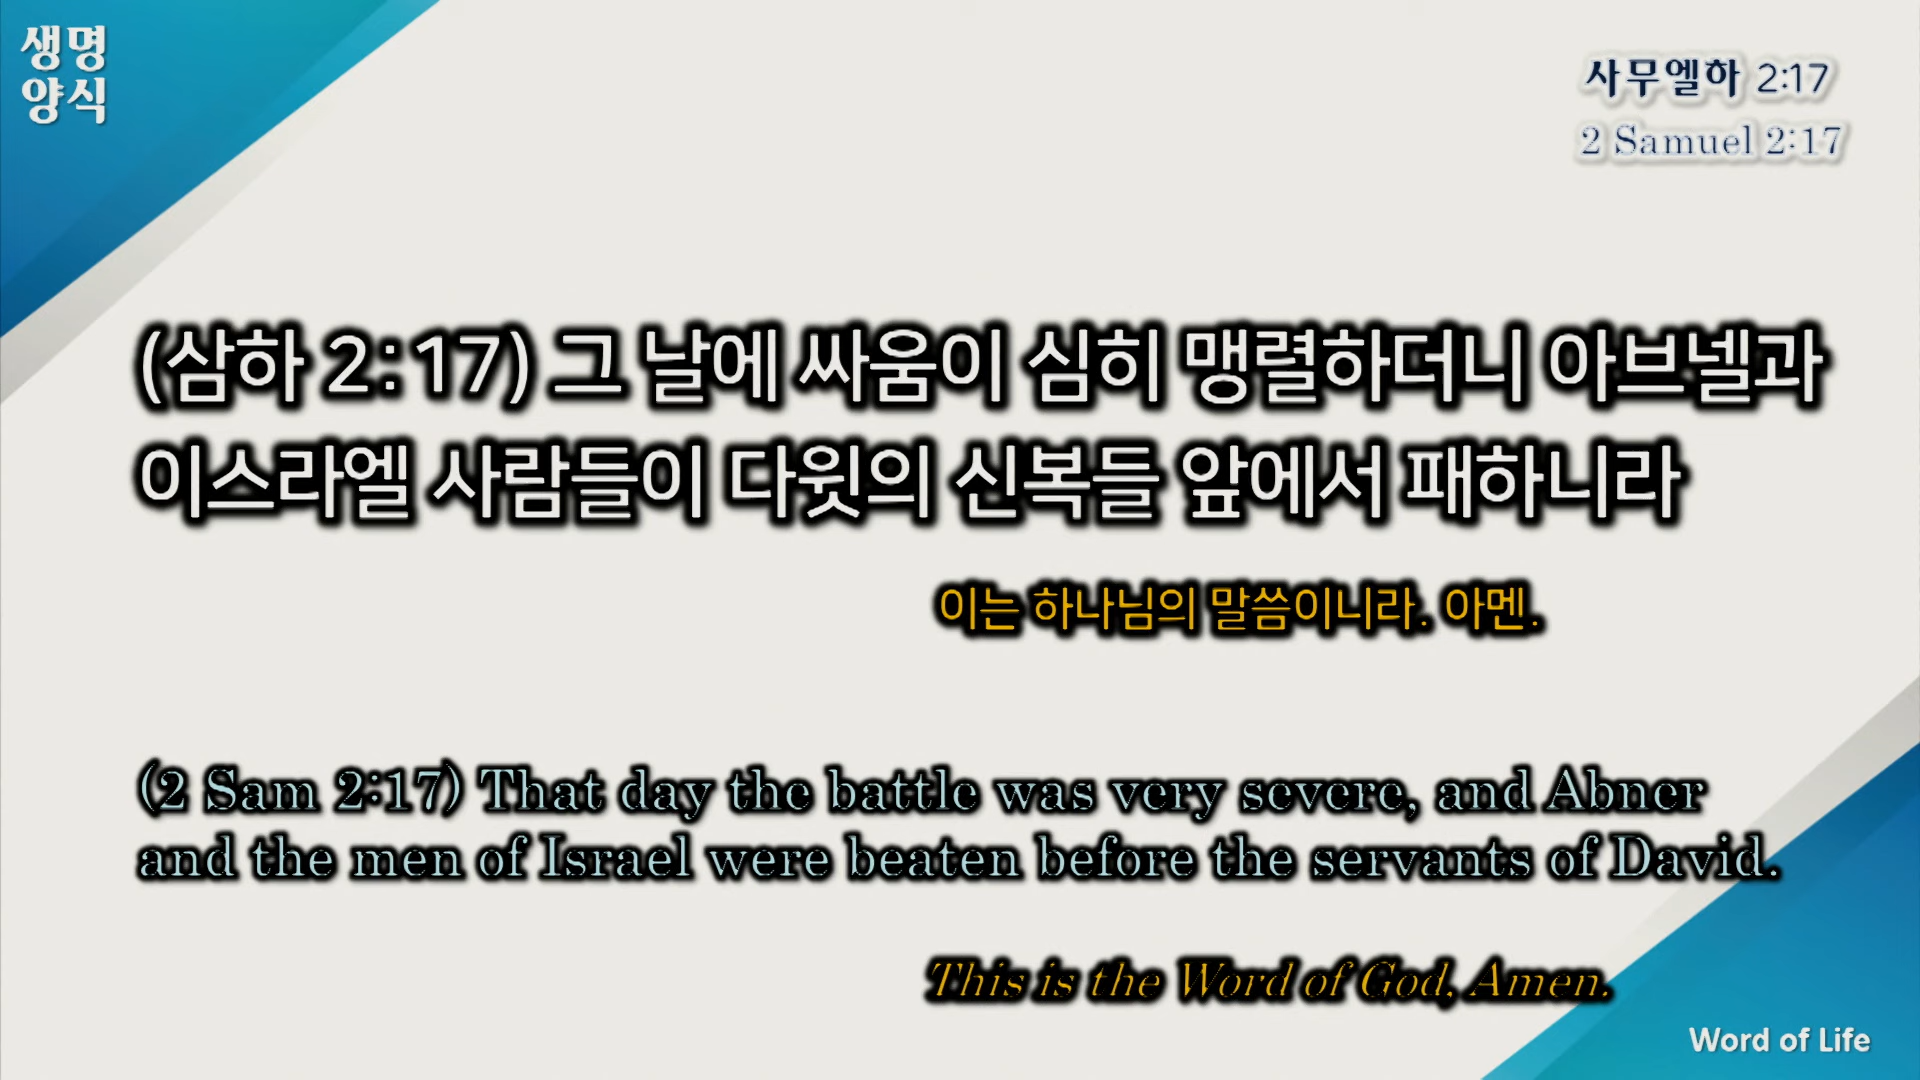 생명
양식
사무엘하 2:17
2 Samuel 2:17
(삼하 2:17) 그 날에 싸움이 심히 맹렬하더니 아브넬과
이스라엘 사람들이 다윗의 신복들 앞에서 패하니라
이는 하나님의 말씀이니라. 아멘.
(2 Sam 2:17) That day the battle was very severe, and Abner
and the men of Israel were beaten before the servants of David.
This is the Word of God, Amen.
Word of Life